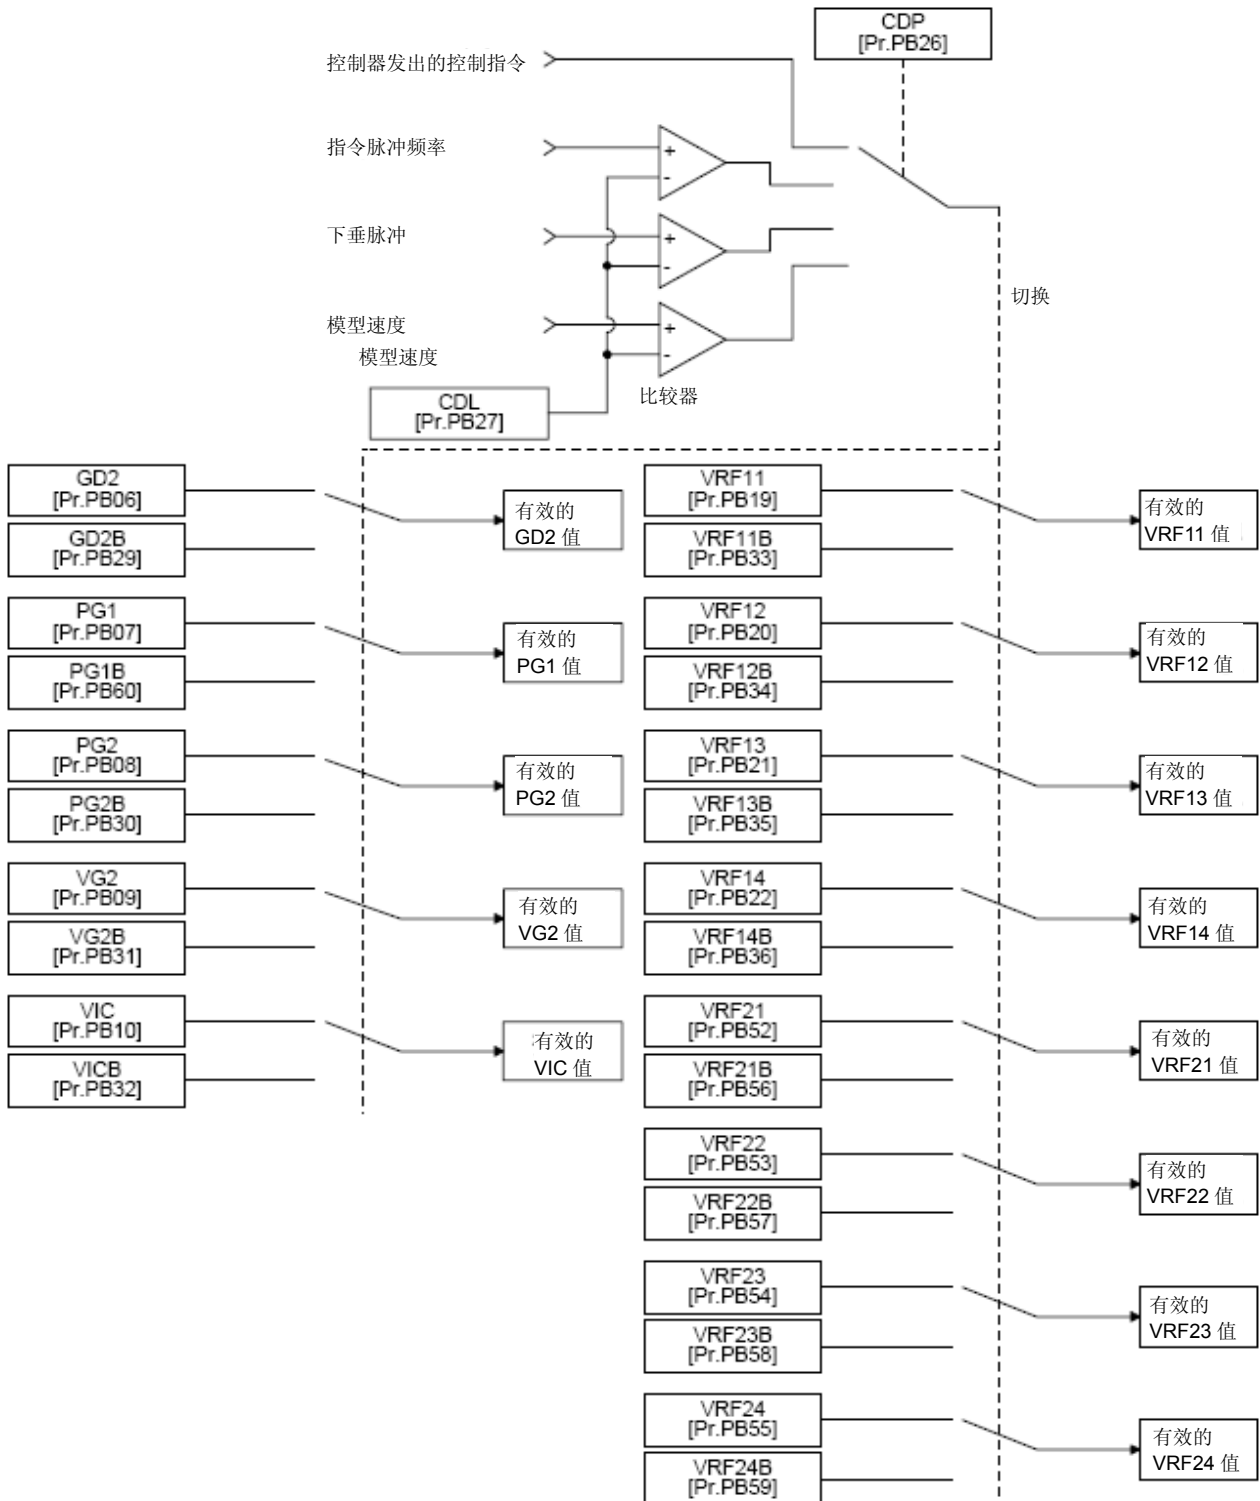 CDP
[Pr.PB26]
控制器发出的控制指令
指令脉冲频率
+
-
下垂脉冲
+
-
切换
模型速度
+
-
模型速度
比较器
CDL
[Pr.PB27]
GD2
[Pr.PB06]
GD2B
[Pr.PB29]
有效的
GD2 值
PG1
[Pr.PB07]
PG1B
[Pr.PB60]
有效的
PG1 值
PG2
[Pr.PB08]
PG2B
[Pr.PB30]
有效的
PG2 值
VG2
[Pr.PB09]
VG2B
[Pr.PB31]
有效的
VG2 值
VIC
[Pr.PB10]
VICB
[Pr.PB32]
有效的
VIC 值
VRF11
[Pr.PB19]
VRF11B
[Pr.PB33]
有效的
VRF11 值
VRF12
[Pr.PB20]
VRF12B
[Pr.PB34]
有效的
VRF12 值
VRF13
[Pr.PB21]
VRF13B
[Pr.PB35]
有效的
VRF13 值
VRF14
[Pr.PB22]
VRF14B
[Pr.PB36]
有效的
VRF14 值
VRF21
[Pr.PB52]
VRF21B
[Pr.PB56]
有效的
VRF21 值
VRF22
[Pr.PB53]
VRF22B
[Pr.PB57]
有效的
VRF22 值
VRF23
[Pr.PB54]
VRF23B
[Pr.PB58]
有效的
VRF23 值
VRF24
[Pr.PB55]
VRF24B
[Pr.PB59]
有效的
VRF24 值